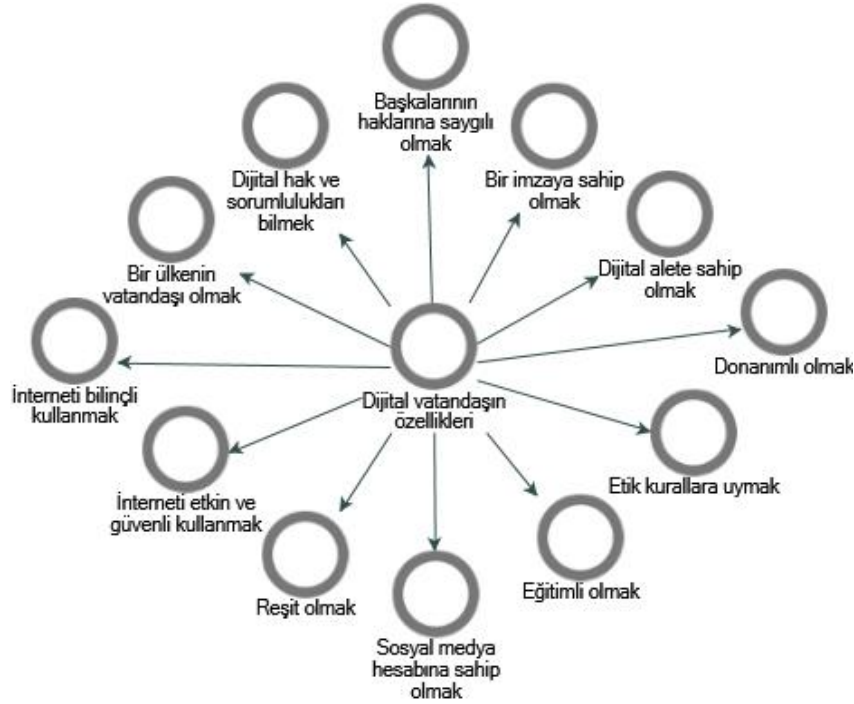 Başkalarının
haklarına saygılı
olmak
Dijital hak ve
sorumlulukları
bilmek
Bir imzaya sahip
olmak
Bir ülkenin
vatandaşı olmak
Dijital alete sahip
olmak
İnterneti bilinçli
kullanmak
Donanımlı olmak
Dijital vatandaşın
özellikleri
İnterneti etkin ve
güvenli kullanmak
Etik kurallara uymak
Reşit olmak
Eğitimli olmak
Sosyal medya
hesabına sahip
olmak